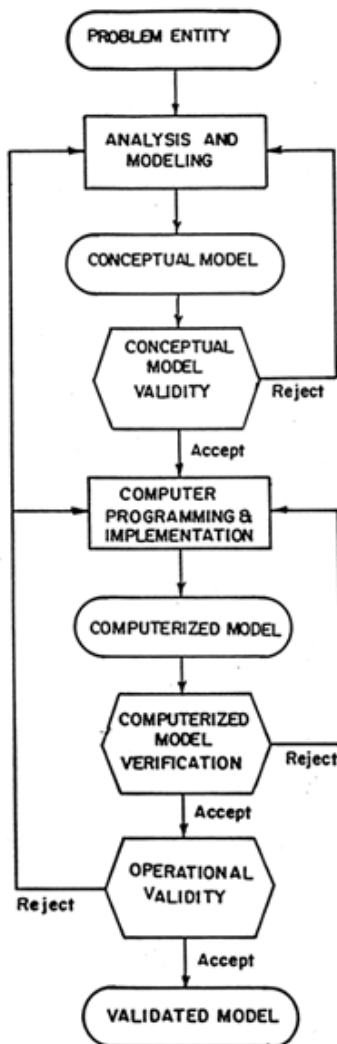 PROBLEM ENTITY
ANALYSIS AND
MODELING
CONCEPTUAL MODEL
CONCEPTUAL
MODEL
VALIDITY
Reject
Accept
COMPUTER
PROGRAMMING &
IMPLEMENTATION
COMPUTERIZED MODEL
COMPUTERIZED
MODEL
VERIFICATION
Reject
Accept
OPERATIONAL
VALIDITY
Reject
Accept
VALIDATED MODEL